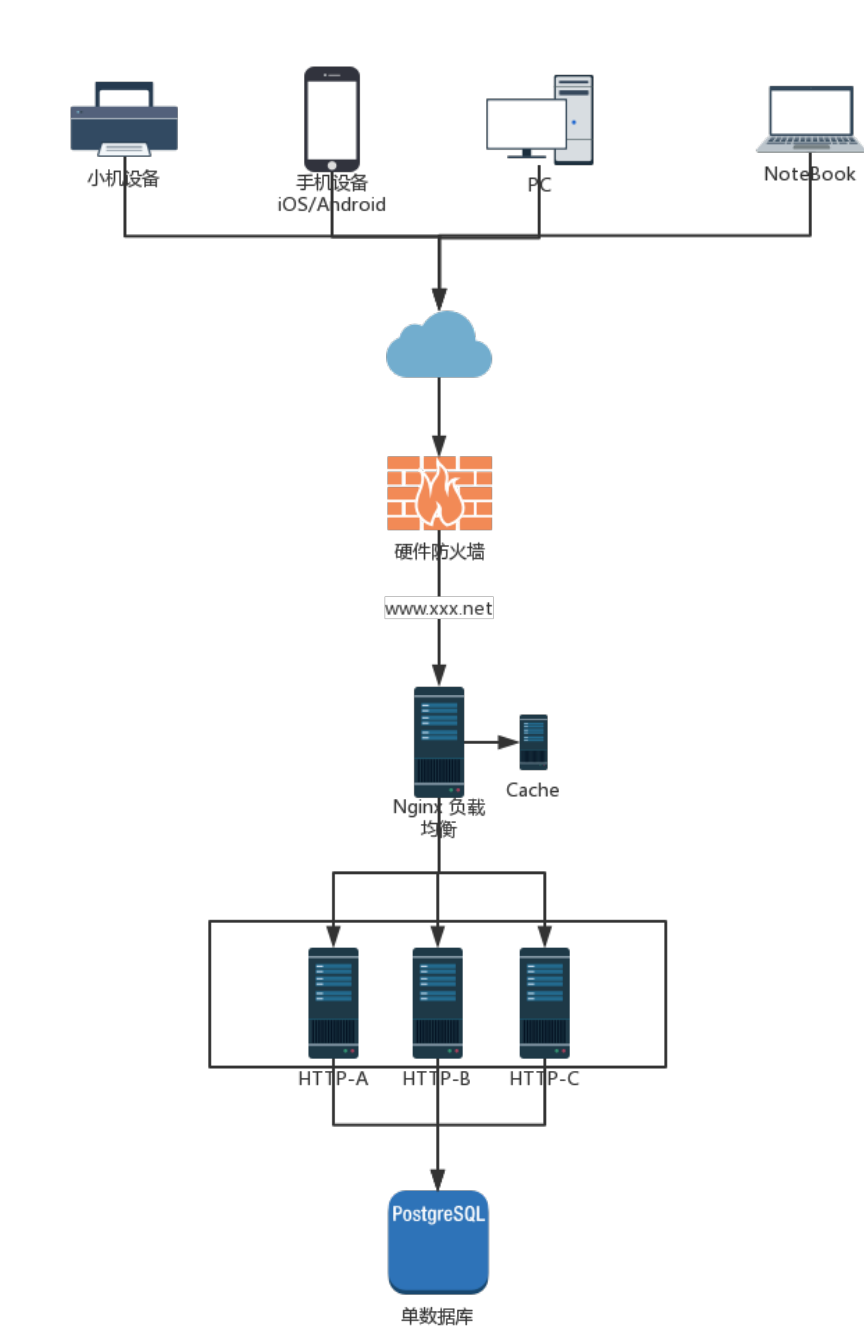 小机设备
手机设备
iOS/Android
PC
NoteBook
硬件防火墙
www.xxx.net
Cache
Nginx 负载
均衡
HTTP-A
HTTP-B
HTTP-C
PostgreSQL
单数据库